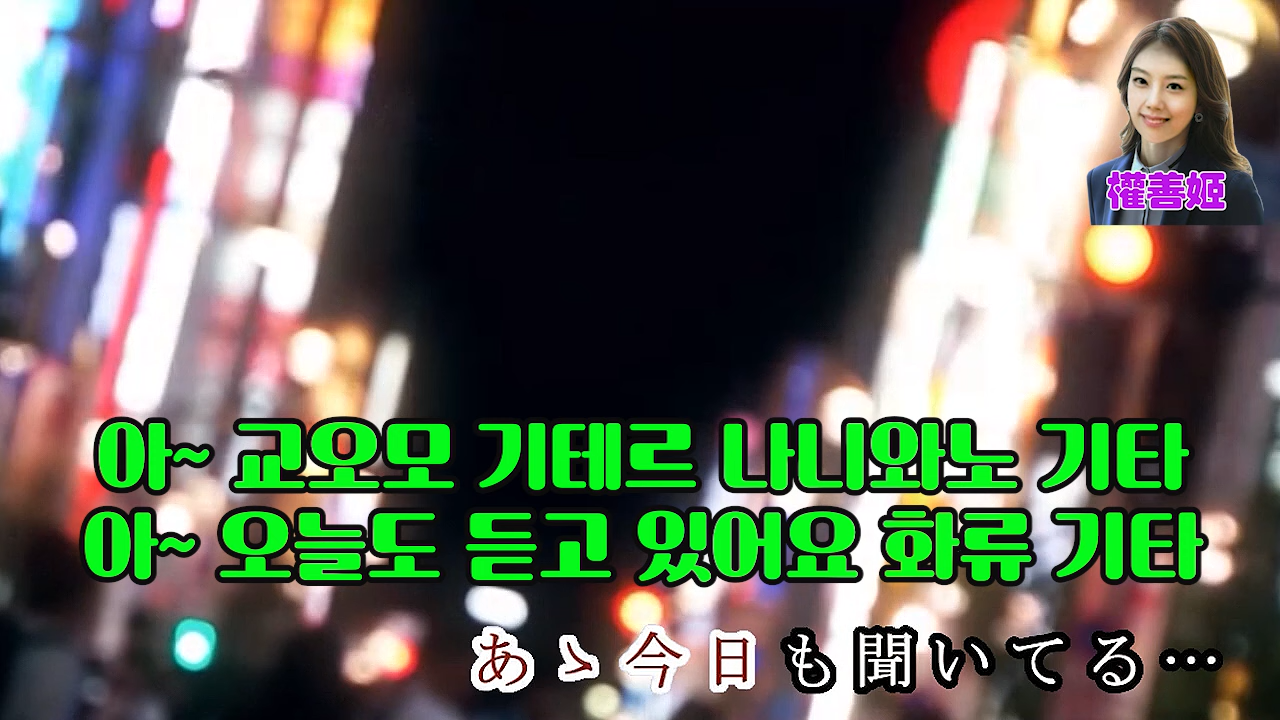 權善姬
아~ 교오모 기테르 나니와노 기타
아~ 오늘도 듣고 있어요 화류 기타
あゝ今日も聞いてる…